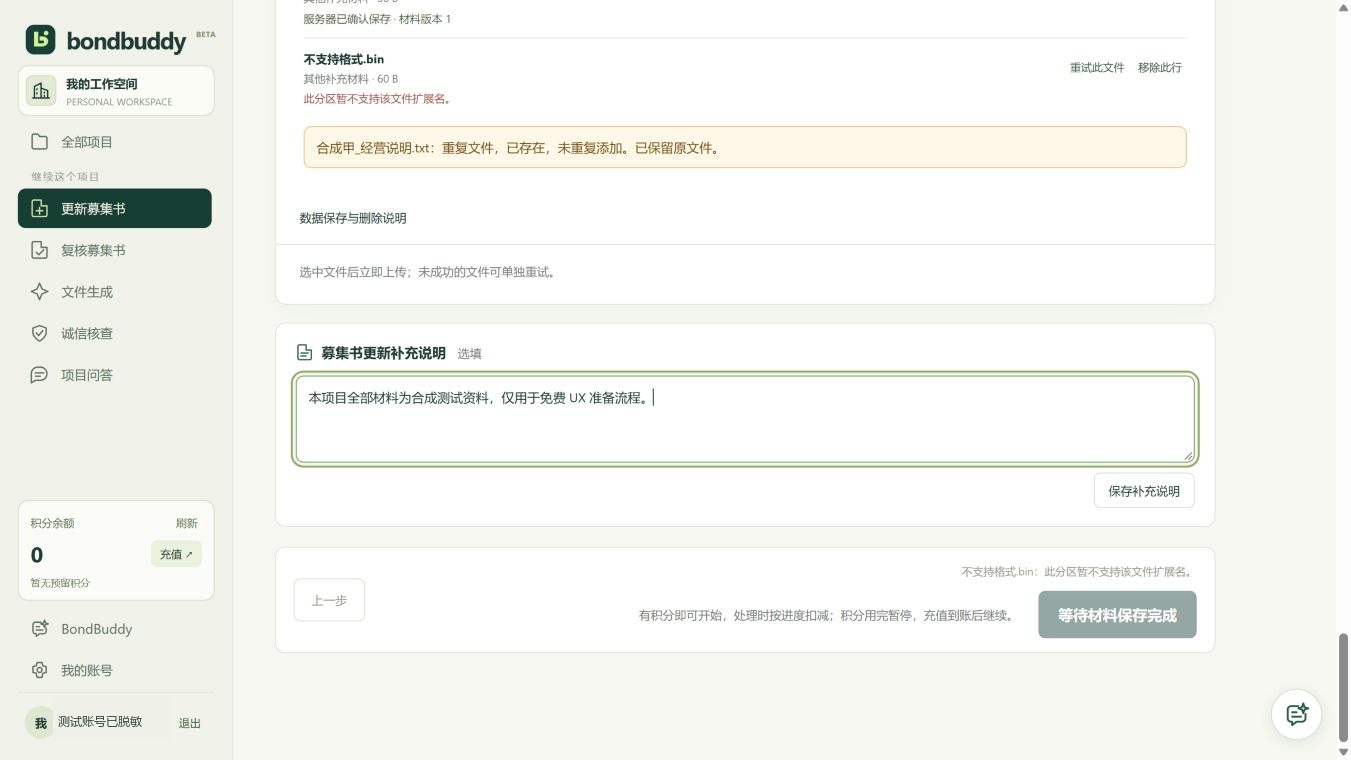 bondbuddy BETA
我的工作空间
PERSONAL WORKSPACE
全部项目
继续这个项目
更新募集书
复核募集书
文件生成
诚信核查
项目问答
积分余额 刷新
0 充值 ↗
暂无预留积分
BondBuddy
我的账号
我 测试账号已脱敏 退出
服务器已确认保存 · 材料版本 1
不支持格式.bin
其他补充材料 · 60 B
此分区暂不支持该文件扩展名。
重试此文件 移除此行
合成甲_经营说明.txt：重复文件，已存在，未重复添加。已保留原文件。
数据保存与删除说明
选中文件后立即上传；未成功的文件可单独重试。
募集书更新补充说明 选填
本项目全部材料为合成测试资料，仅用于免费 UX 准备流程。
保存补充说明
不支持格式.bin：此分区暂不支持该文件扩展名。
上一步
有积分即可开始，处理时按进度扣减；积分用完暂停，充值到账后继续。
等待材料保存完成